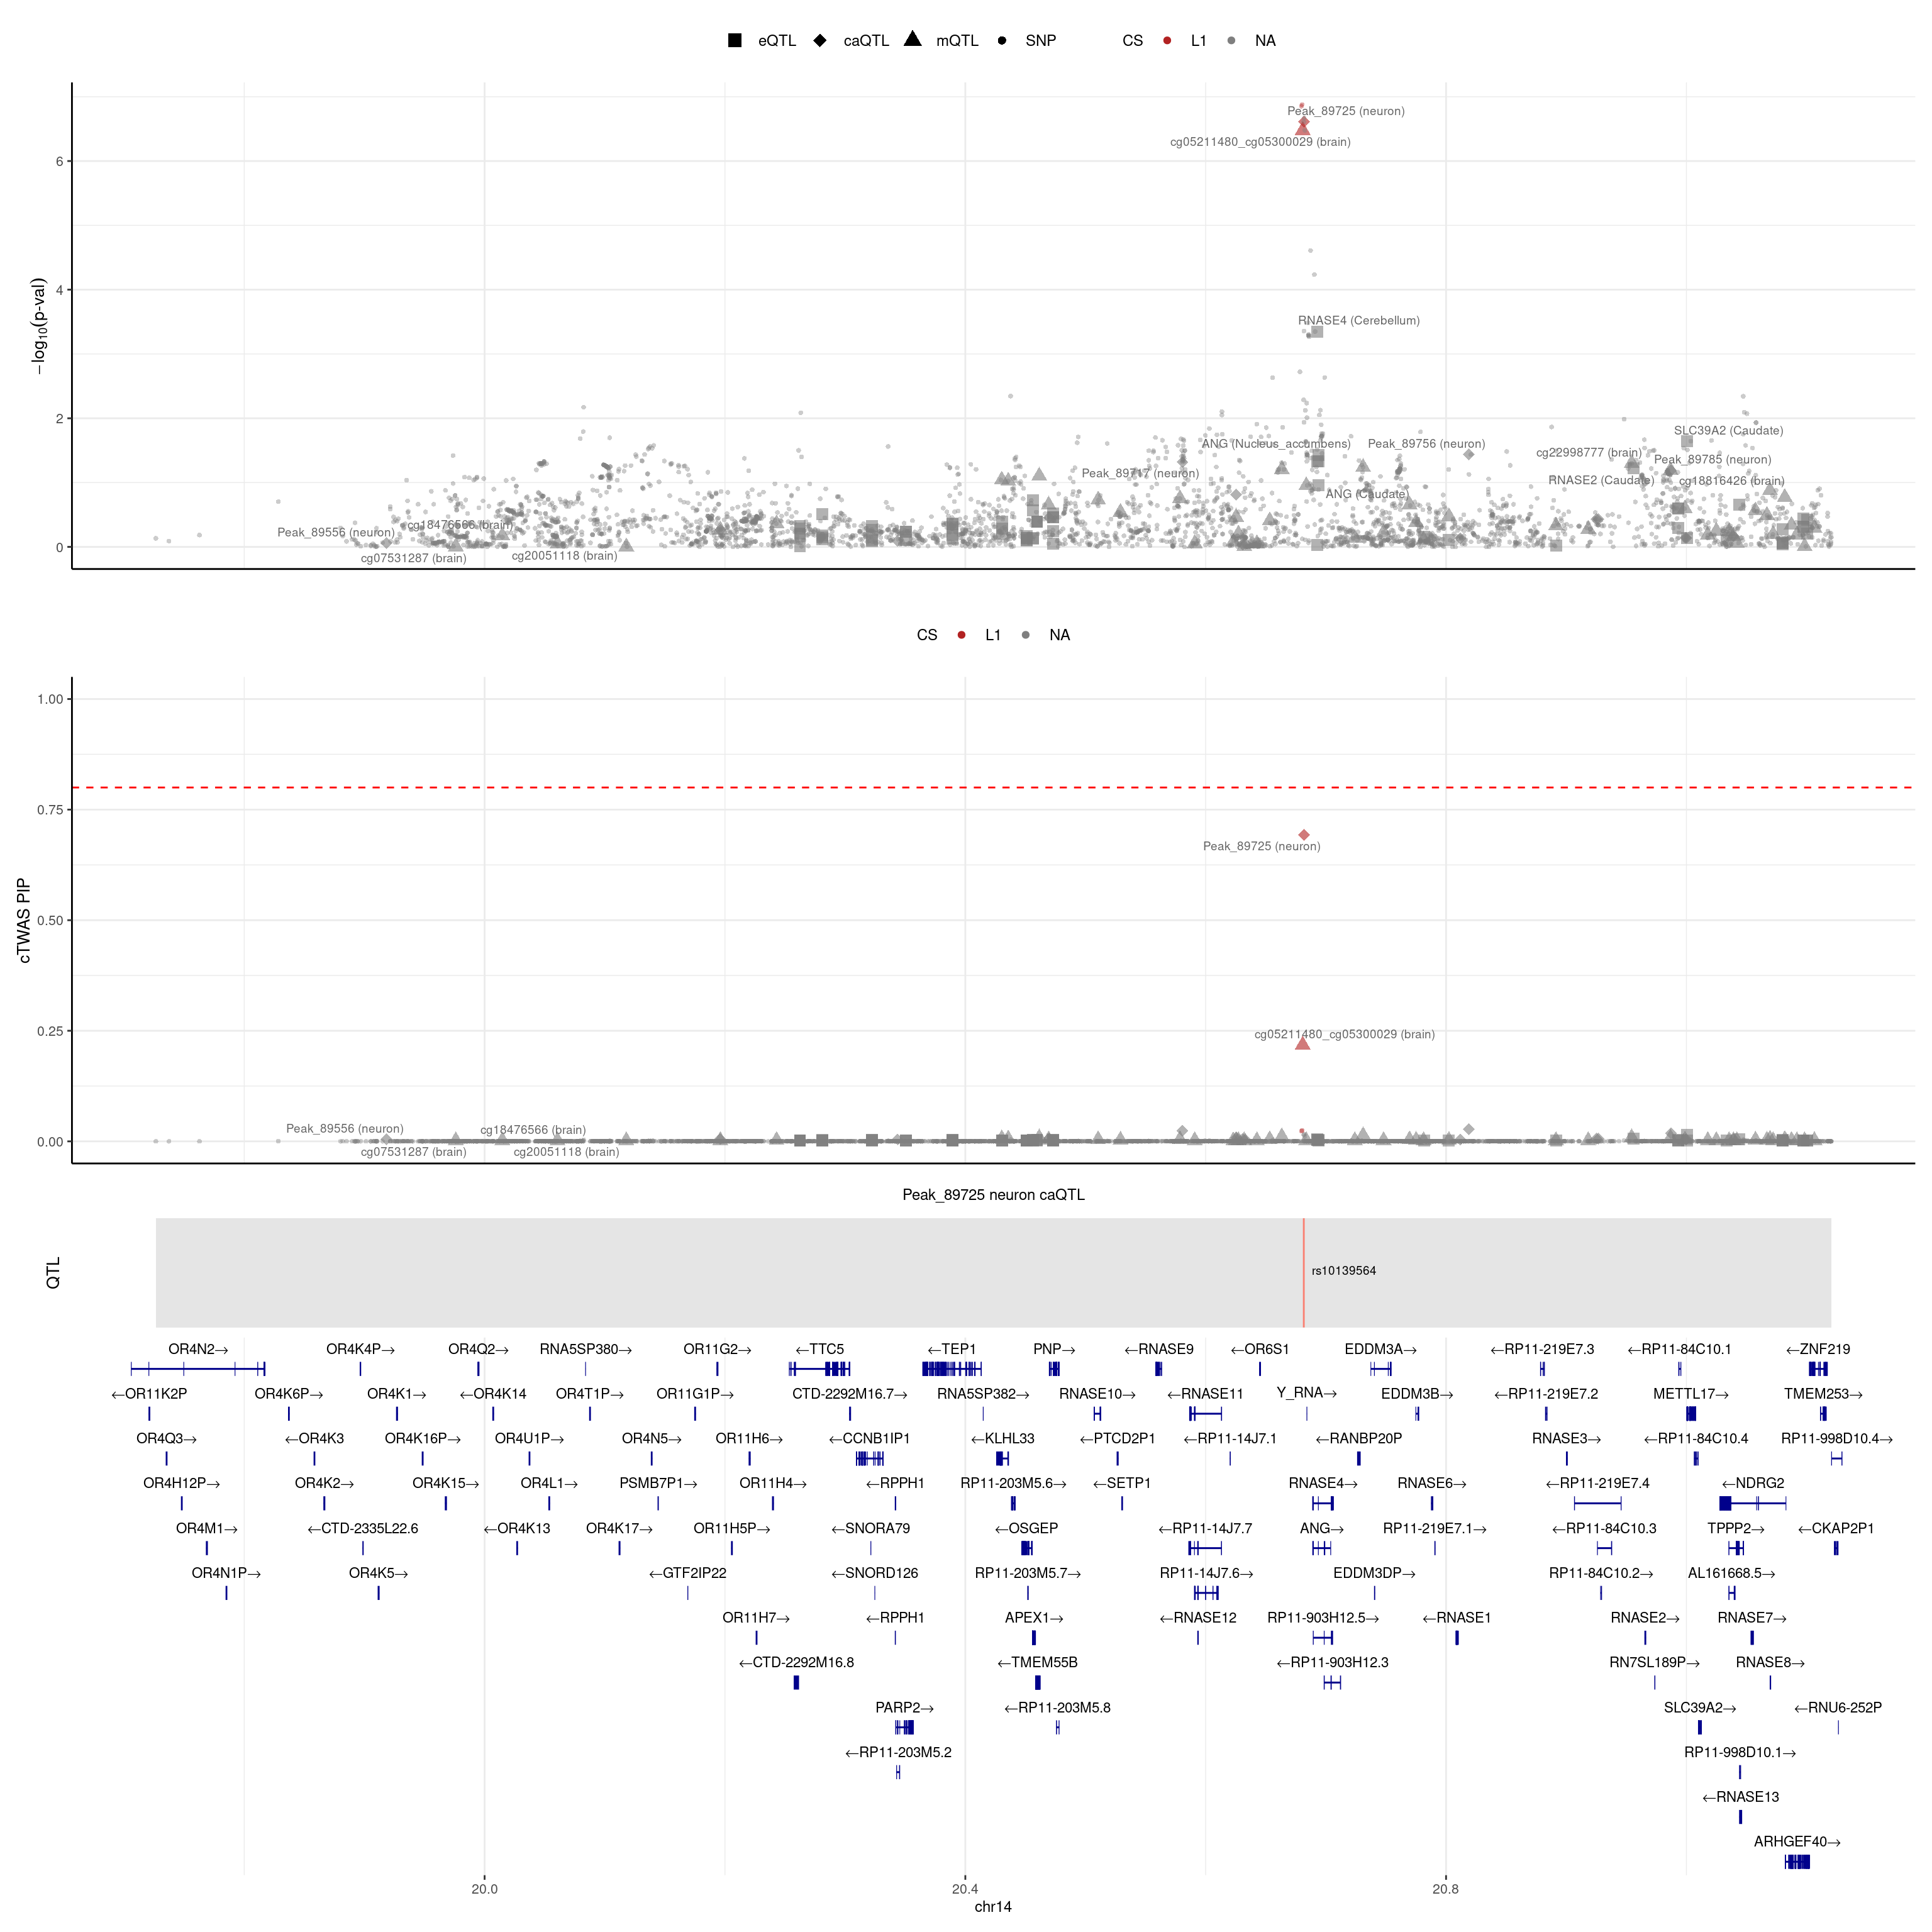 eQTL caQTL mQTL SNP CS L1 NA
Peak_89725 (neuron)
cg05211480_cg05300029 (brain)
6
−log10(p-val)
4
RNASE4 (Cerebellum)
2
SLC39A2 (Caudate)
ANG (Nucleus_accumbens) Peak_89756 (neuron)
cg22998777 (brain) Peak_89785 (neuron)
Peak_89717 (neuron)
RNASE2 (Caudate) cg18816426 (brain)
ANG (Caudate)
cg18476566 (brain)
Peak_89556 (neuron)
0
cg07531287 (brain) cg20051118 (brain)
CS L1 NA
1.00
0.75
Peak_89725 (neuron)
cTWAS PIP
0.50
0.25
cg05211480_cg05300029 (brain)
Peak_89556 (neuron) cg18476566 (brain)
0.00
cg07531287 (brain) cg20051118 (brain)
Peak_89725 neuron caQTL
QTL
rs10139564
OR4N2→ OR4K4P→ OR4Q2→ RNA5SP380→ OR11G2→ ←TTC5 ←TEP1 PNP→ ←RNASE9 ←OR6S1 EDDM3A→ ←RP11-219E7.3 ←RP11-84C10.1 ←ZNF219
←OR11K2P OR4K6P→ OR4K1→ ←OR4K14 OR4T1P→ OR11G1P→ CTD-2292M16.7→ RNA5SP382→ RNASE10→ ←RNASE11 Y_RNA→ EDDM3B→ ←RP11-219E7.2 METTL17→ TMEM253→
OR4Q3→ ←OR4K3 OR4K16P→ OR4U1P→ OR4N5→ OR11H6→ ←CCNB1IP1 ←KLHL33 ←PTCD2P1 ←RP11-14J7.1 ←RANBP20P RNASE3→ ←RP11-84C10.4 RP11-998D10.4→
OR4H12P→ OR4K2→ OR4K15→ OR4L1→ PSMB7P1→ OR11H4→ ←RPPH1 RP11-203M5.6→ ←SETP1 RNASE4→ RNASE6→ ←RP11-219E7.4 ←NDRG2
OR4M1→ ←CTD-2335L22.6 ←OR4K13 OR4K17→ OR11H5P→ ←SNORA79 ←OSGEP ←RP11-14J7.7 ANG→ RP11-219E7.1→ ←RP11-84C10.3 TPPP2→ ←CKAP2P1
OR4N1P→ OR4K5→ ←GTF2IP22 ←SNORD126 RP11-203M5.7→ RP11-14J7.6→ EDDM3DP→ RP11-84C10.2→ AL161668.5→
OR11H7→ ←RPPH1 APEX1→ ←RNASE12 RP11-903H12.5→ ←RNASE1 RNASE2→ RNASE7→
←CTD-2292M16.8 ←TMEM55B ←RP11-903H12.3 RN7SL189P→ RNASE8→
PARP2→ ←RP11-203M5.8 SLC39A2→ ←RNU6-252P
←RP11-203M5.2 RP11-998D10.1→
←RNASE13
ARHGEF40→
20.0 20.4 20.8
chr14